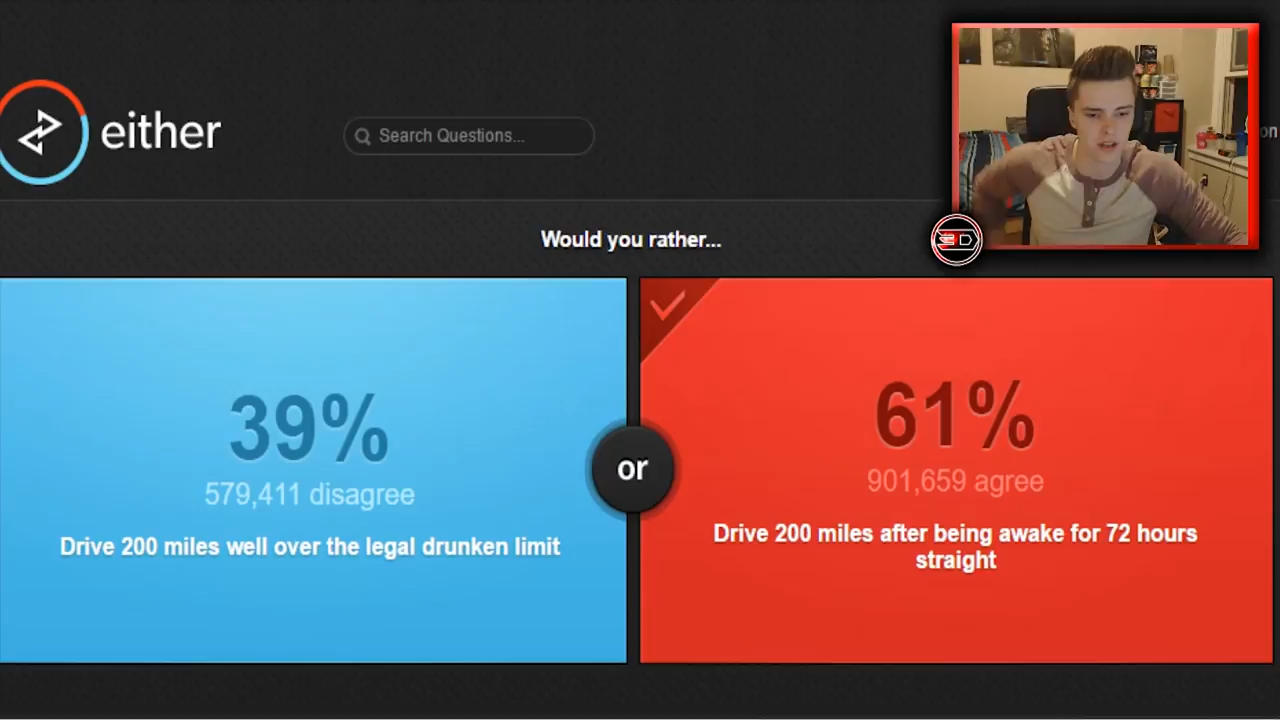 either
Search Questions...
on
Would you rather...
39%
579,411 disagree
Drive 200 miles well over the legal drunken limit
or
61%
901,659 agree
Drive 200 miles after being awake for 72 hours
straight